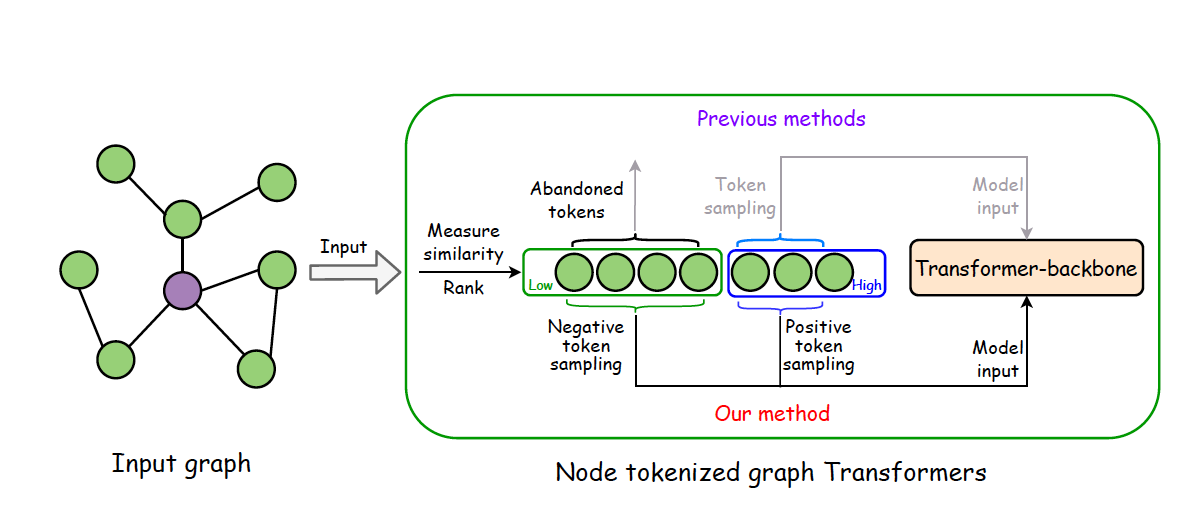 Previous methods
Abandoned
tokens
Token
sampling
Model
input
Input
Measure
similarity
Rank
Low
High
Transformer-backbone
Negative
token
sampling
Positive
token
sampling
Model
input
Our method
Input graph
Node tokenized graph Transformers